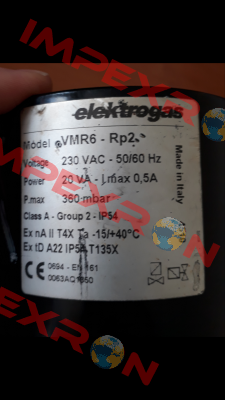 elektrogas
Model VMR6 - Rp2
Voltage 230 VAC - 50/60 Hz
Power 20 VA - I.max 0,5A
P.max 360 mbar
Class A - Group 2 - IP54
Ex nA II T4X Ta -15/+40°C
Ex tD A22 IP54 T135X
CE 0694 - EN 161
0063AQ1350
Made in Italy
IMPEXRON
IMPEXRON